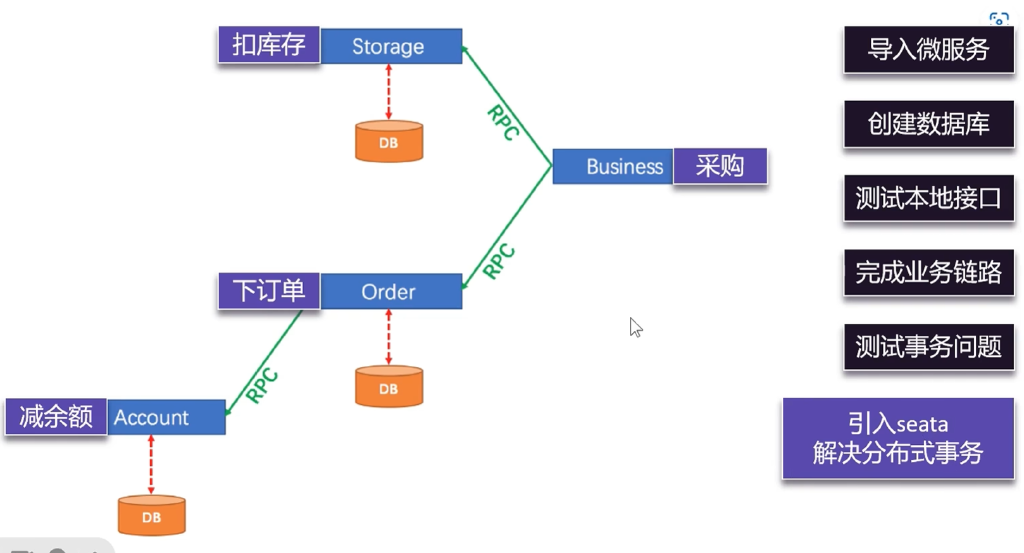 扣库存 Storage
DB
RPC
Business 采购
RPC
下订单 Order
DB
RPC
减余额 Account
DB
导入微服务
创建数据库
测试本地接口
完成业务链路
测试事务问题
引入seata
解决分布式事务